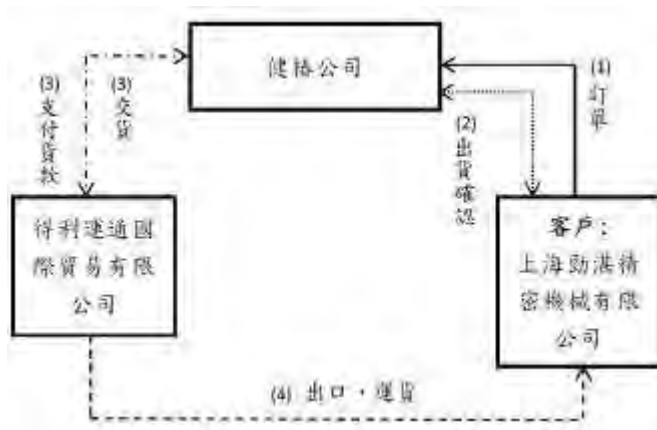 健椿公司
(1)訂單
(2)出貨確認
(3)支付貨款
(3)交貨
得利運通國
際貿易有限
公司
客戶：
上海勁湛精
密機械有限
公司
(4) 出口、運貨